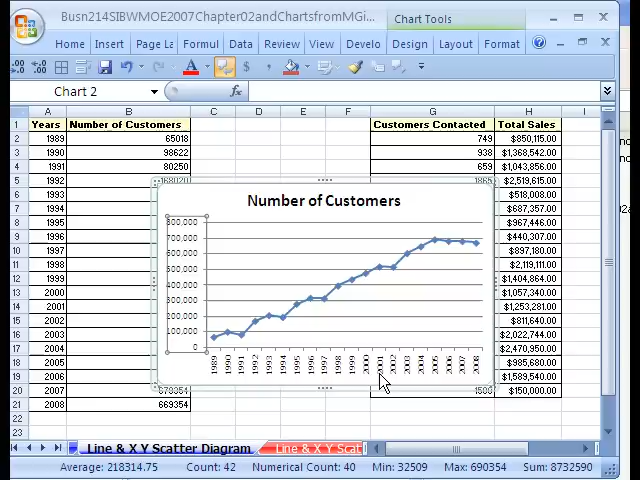 Busn214SIBWMOE2007Chapter02andChartsfromMGi...
Chart Tools
Home Insert Page La Formul Data Review View Develo Design Layout Format
Chart 2 fx
A B C D E F G H I
1 Years Number of Customers Customers Contacted Total Sales
2 1989 65018 749 $850,115.00
3 1990 98622 938 $1,368,542.00
4 1991 80250 659 $1,043,856.00
5 1992 168020 1865 $2,519,615.00
6 1993 $518,008.00
7 1994 $687,357.00
8 1995 $967,446.00
9 1996 $440,307.00
10 1997 $2,119,111.00
11 1998 $1,404,864.00
12 1999 $1,057,340.00
13 2000 $1,253,281.00
14 2001 $811,640.00
15 2002 $2,022,744.00
16 2003 $2,470,950.00
17 2004 $985,680.00
18 2005 $1,589,540.00
19 2006 $150,000.00
20 2007 679354 1500
21 2008 669354
22
23
Number of Customers
800,000
700,000
600,000
500,000
400,000
300,000
200,000
100,000
0
1989 1990 1991 1992 1993 1994 1995 1996 1997 1998 1999 2000 2001 2002 2003 2004 2005 2006 2007 2008
Line & X Y Scatter Diagram Line & X Y Scat
Average: 218314.75 Count: 42 Numerical Count: 40 Min: 32509 Max: 690354 Sum: 8732590